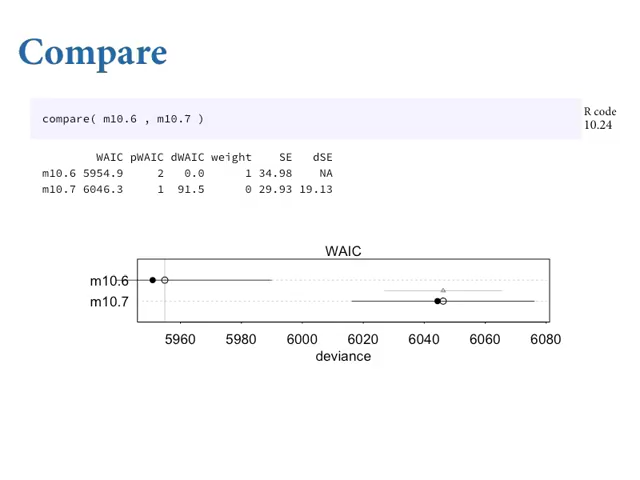 Compare
compare( m10.6 , m10.7 )
R code
10.24
WAIC pWAIC dWAIC weight SE dSE
m10.6 5954.9 2 0.0 1 34.98 NA
m10.7 6046.3 1 91.5 0 29.93 19.13
WAIC
m10.6
m10.7
5960 5980 6000 6020 6040 6060 6080
deviance